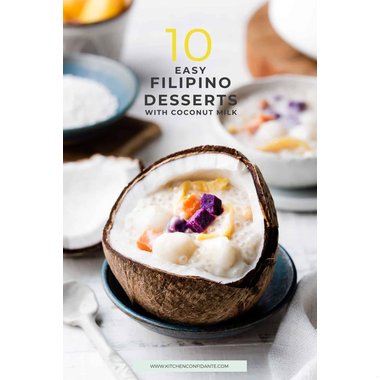 10
EASY
FILIPINO
DESSERTS
WITH COCONUT MILK
WWW.KITCHENCONFIDANTE.COM